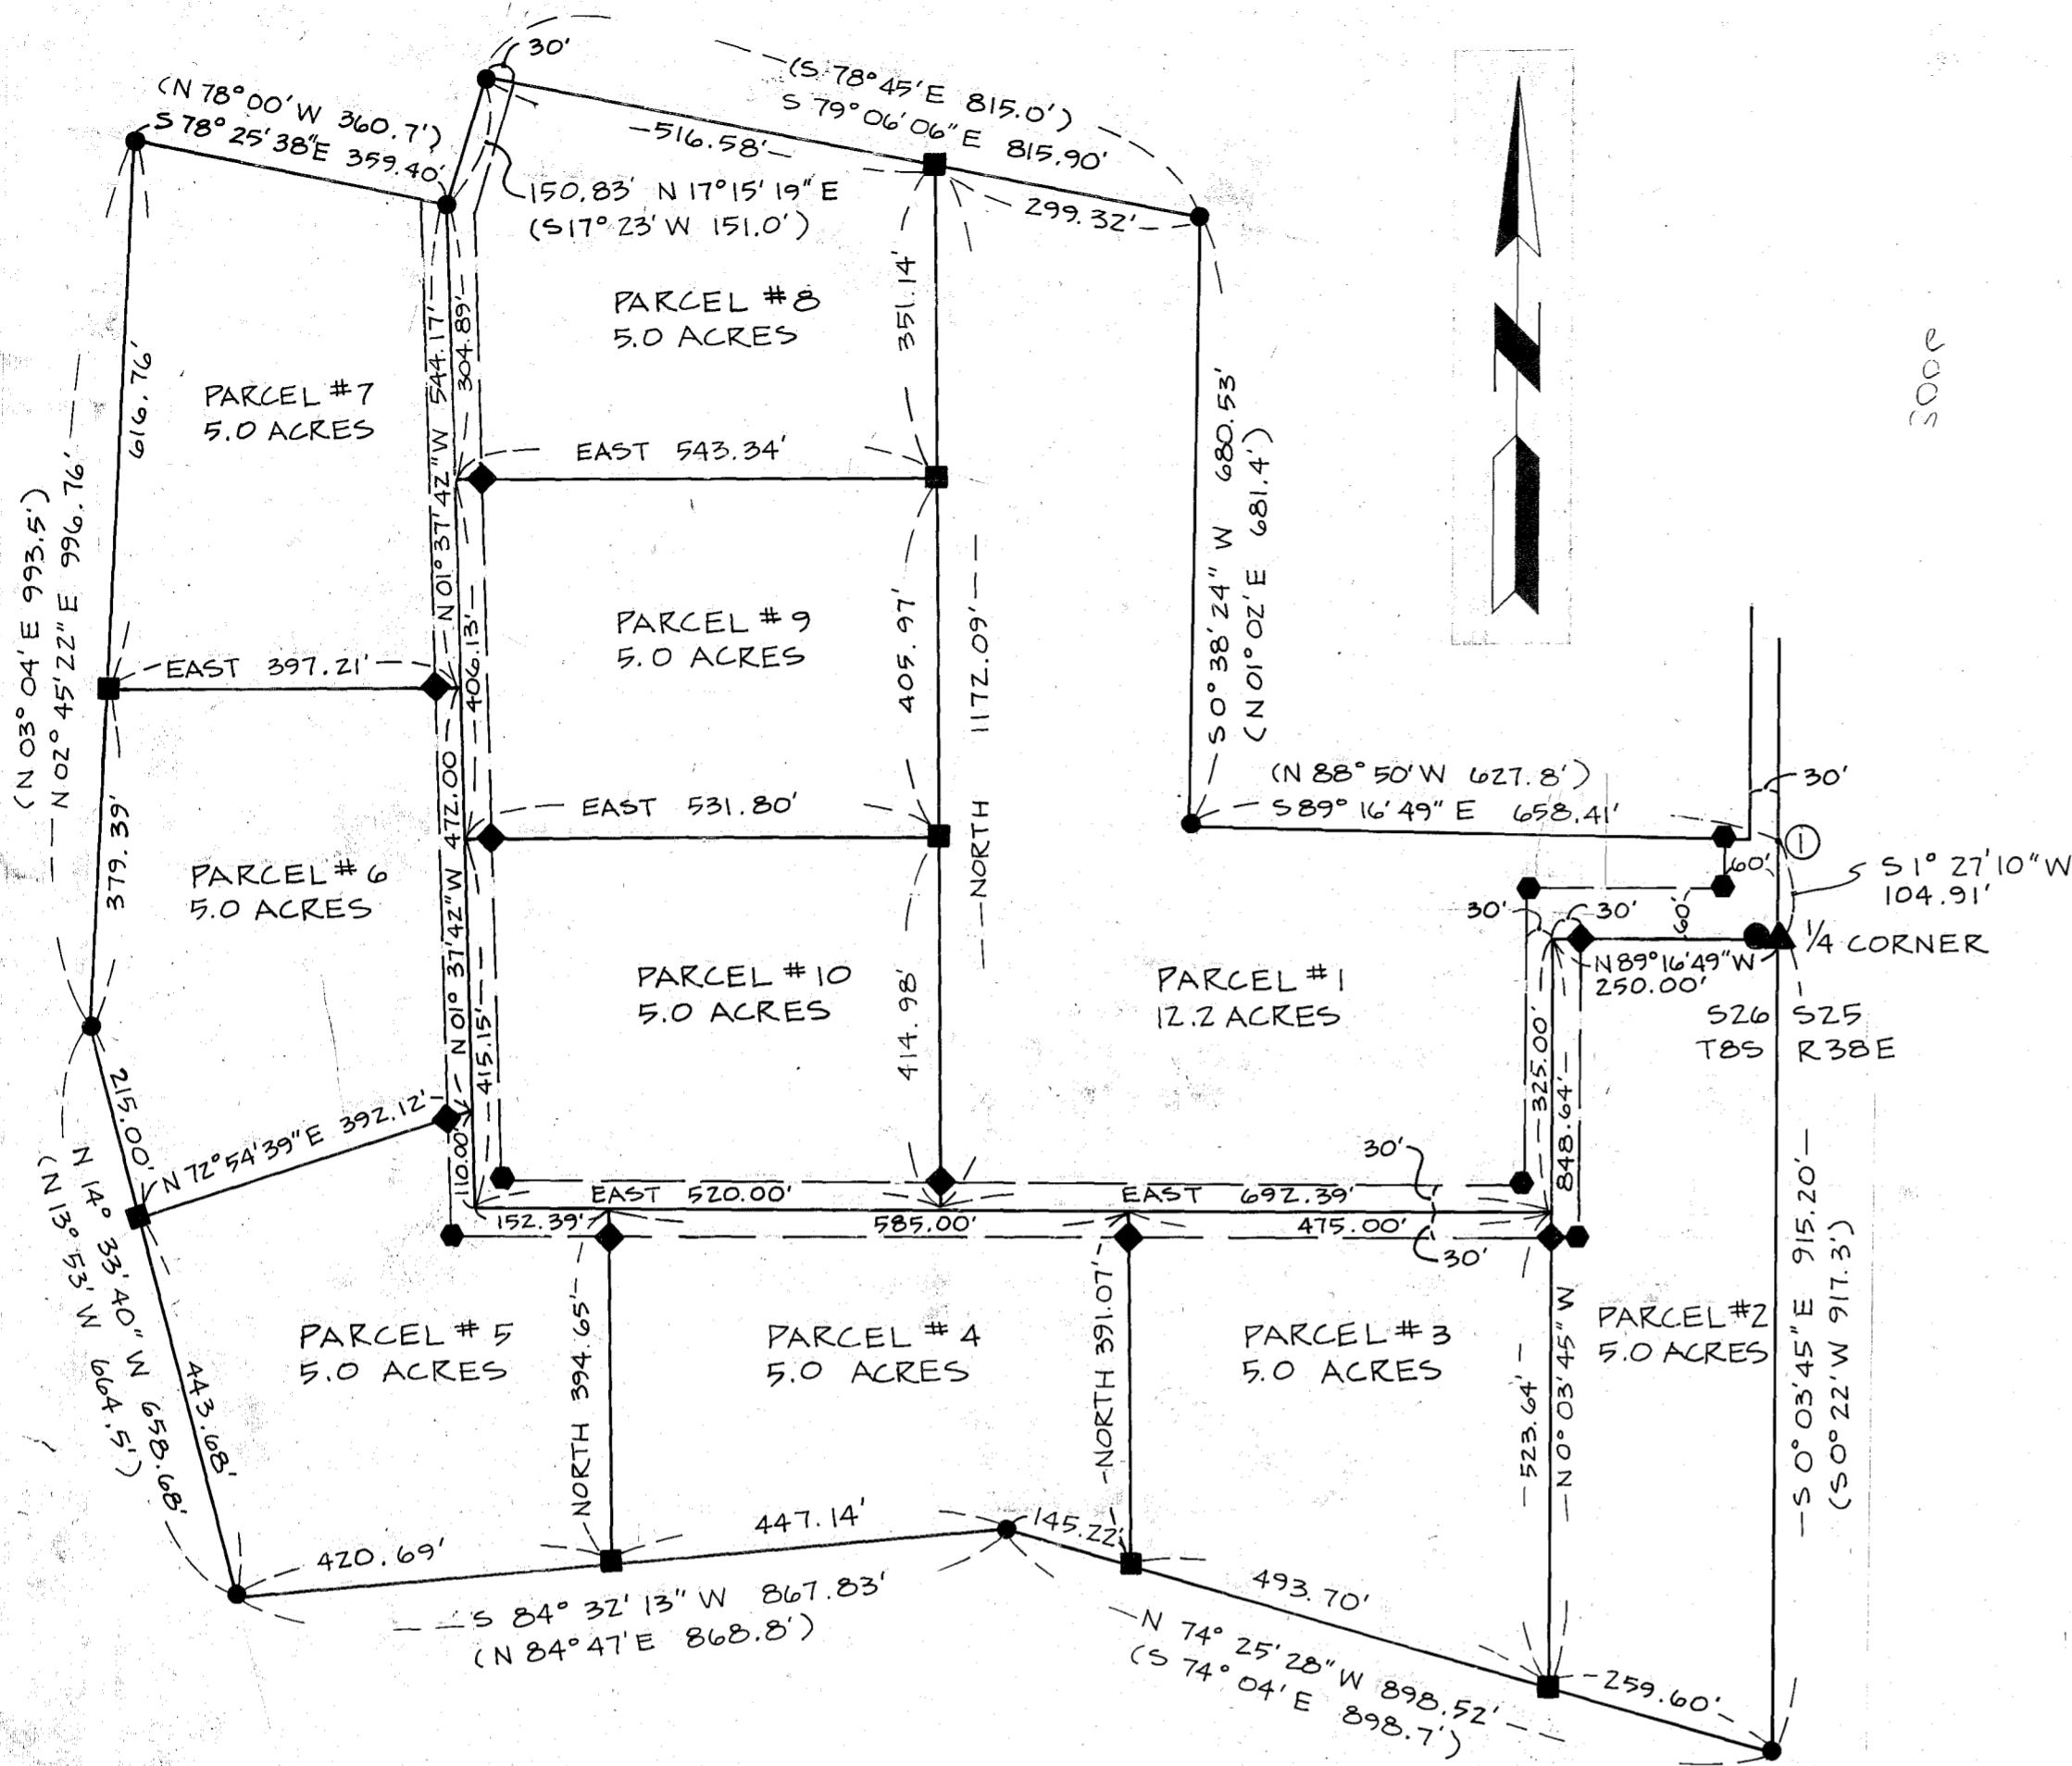 30'
(S 78°45'E 815.0')
S 79°06'06"E 815.90'
-516.58'-
299.32'
(N 78°00'W 360.7')
S 78°25'38"E 359.40'
150.83' N 17°15'19"E
(S17°23'W 151.0')
PARCEL #8
5.0 ACRES
351.14'
544.17'
304.89'
N 01°37'42"W
616.76'
PARCEL #7
5.0 ACRES
EAST 543.34'
(N 03°04'E 993.5')
N 02°45'22"E 996.76'
S 0°38'24"W 680.53'
(N 01°02'E 681.4')
300E
N
PARCEL #9
5.0 ACRES
405.97'
NORTH 1172.09'
406.13'
EAST 397.21'
379.39'
PARCEL #6
5.0 ACRES
N 01°37'42"W 472.00
EAST 531.80'
(N 88°50'W 627.8')
S89°16'49"E 658.41'
30'
1
60'
S 1°27'10"W
104.91'
30'
30'
60'
1/4 CORNER
N89°16'49"W
250.00'
S26 S25
T8S R38E
PARCEL #10
5.0 ACRES
414.98'
415.15'
PARCEL #1
12.2 ACRES
325.00'
848.64'
215.00'
N 72°54'39"E 392.12'
110.00'
30'
EAST 520.00'
EAST 692.39'
152.39'
585.00'
475.00'
30'
N 14°33'40"W 658.68'
(N 13°53'W 664.5')
443.68'
PARCEL #5
5.0 ACRES
NORTH 394.65'
PARCEL #4
5.0 ACRES
NORTH 391.07'
PARCEL #3
5.0 ACRES
523.64'
N 0°03'45"W
PARCEL #2
5.0 ACRES
S 0°03'45"E 915.20'
(S 0°22'W 917.3')
420.69'
447.14'
145.22'
493.70'
259.60'
S 84°32'13"W 867.83'
(N 84°47'E 868.8')
N 74°25'28"W 898.52'
(S 74°04'E 898.7')